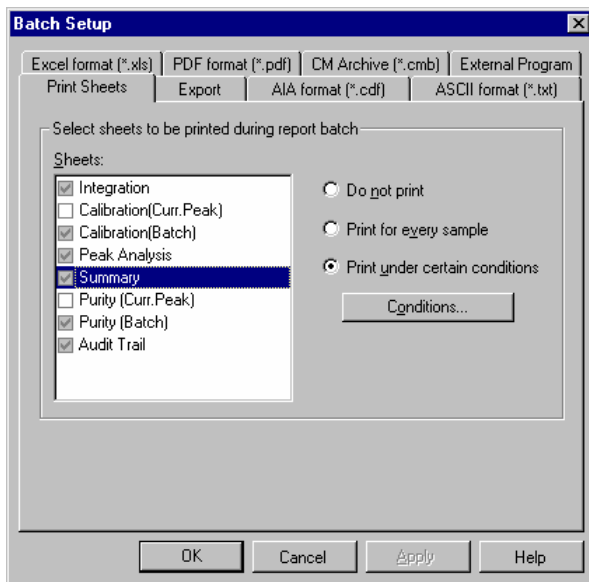 Batch Setup
Excel format (*.xls) PDF format (*.pdf) CM Archive (*.cmb) External Program
Print Sheets Export AIA format (*.cdf) ASCII format (*.txt)
Select sheets to be printed during report batch
Sheets:
Integration
Calibration(Curr.Peak)
Calibration(Batch)
Peak Analysis
Summary
Purity (Curr.Peak)
Purity (Batch)
Audit Trail
Do not print
Print for every sample
Print under certain conditions
Conditions...
OK Cancel Apply Help